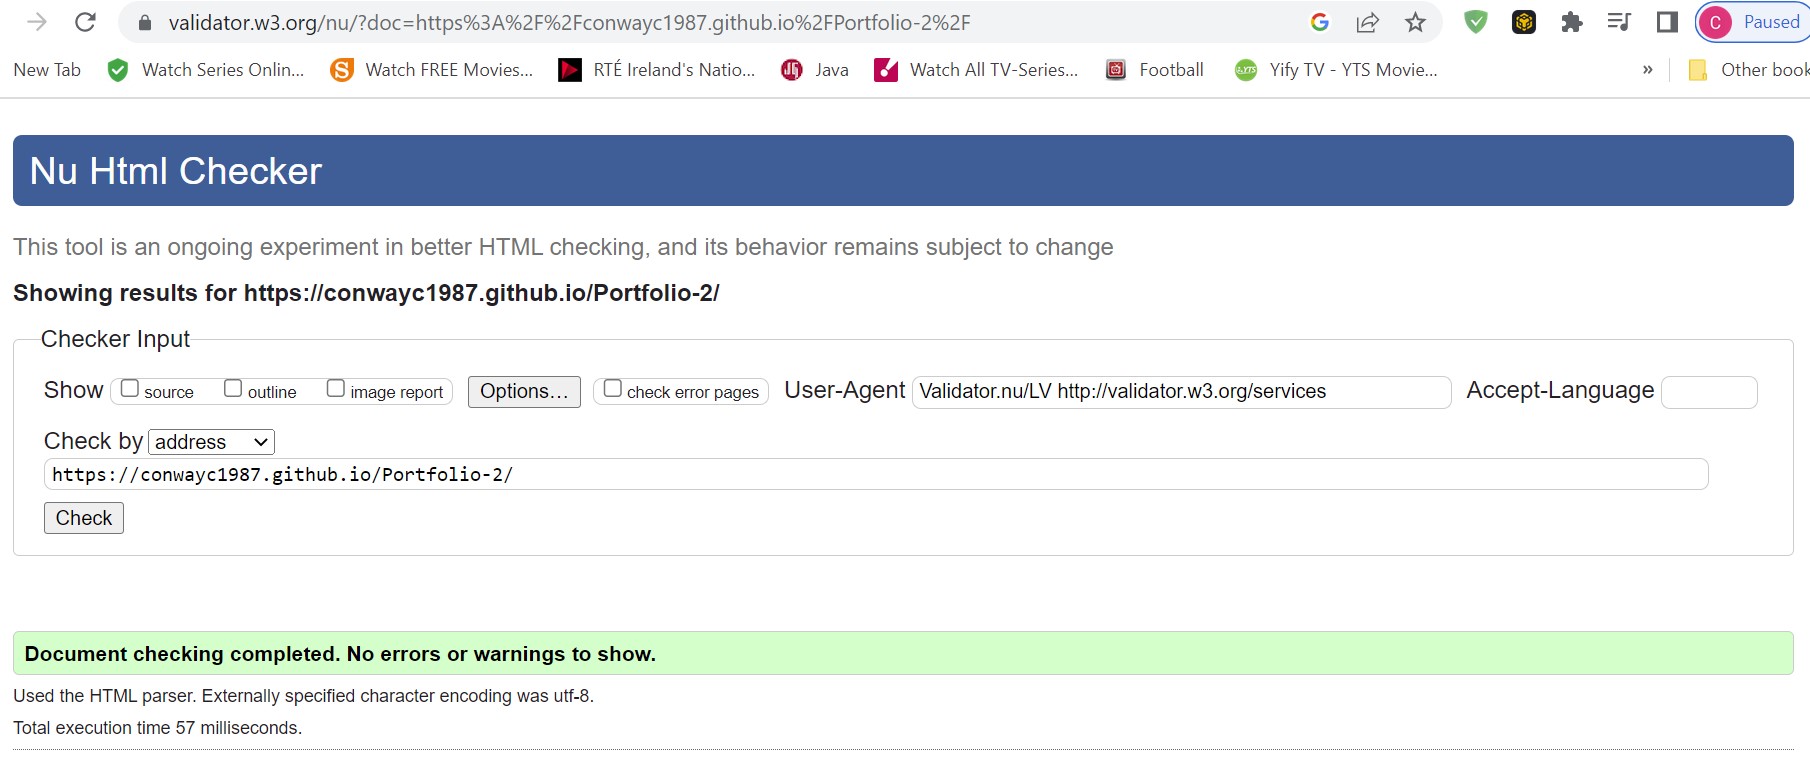 validator.w3.org/nu/?doc=https%3A%2F%2Fconwayc1987.github.io%2FPortfolio-2%2F
C Paused
New Tab Watch Series Onlin... S Watch FREE Movies... RTÉ Ireland's Natio... Java Watch All TV-Series... Football Yify TV - YTS Movie... » Other book
Nu Html Checker
This tool is an ongoing experiment in better HTML checking, and its behavior remains subject to change
Showing results for https://conwayc1987.github.io/Portfolio-2/
Checker Input
Show source outline image report Options... check error pages User-Agent Validator.nu/LV http://validator.w3.org/services Accept-Language
Check by address
https://conwayc1987.github.io/Portfolio-2/
Check
Document checking completed. No errors or warnings to show.
Used the HTML parser. Externally specified character encoding was utf-8.
Total execution time 57 milliseconds.